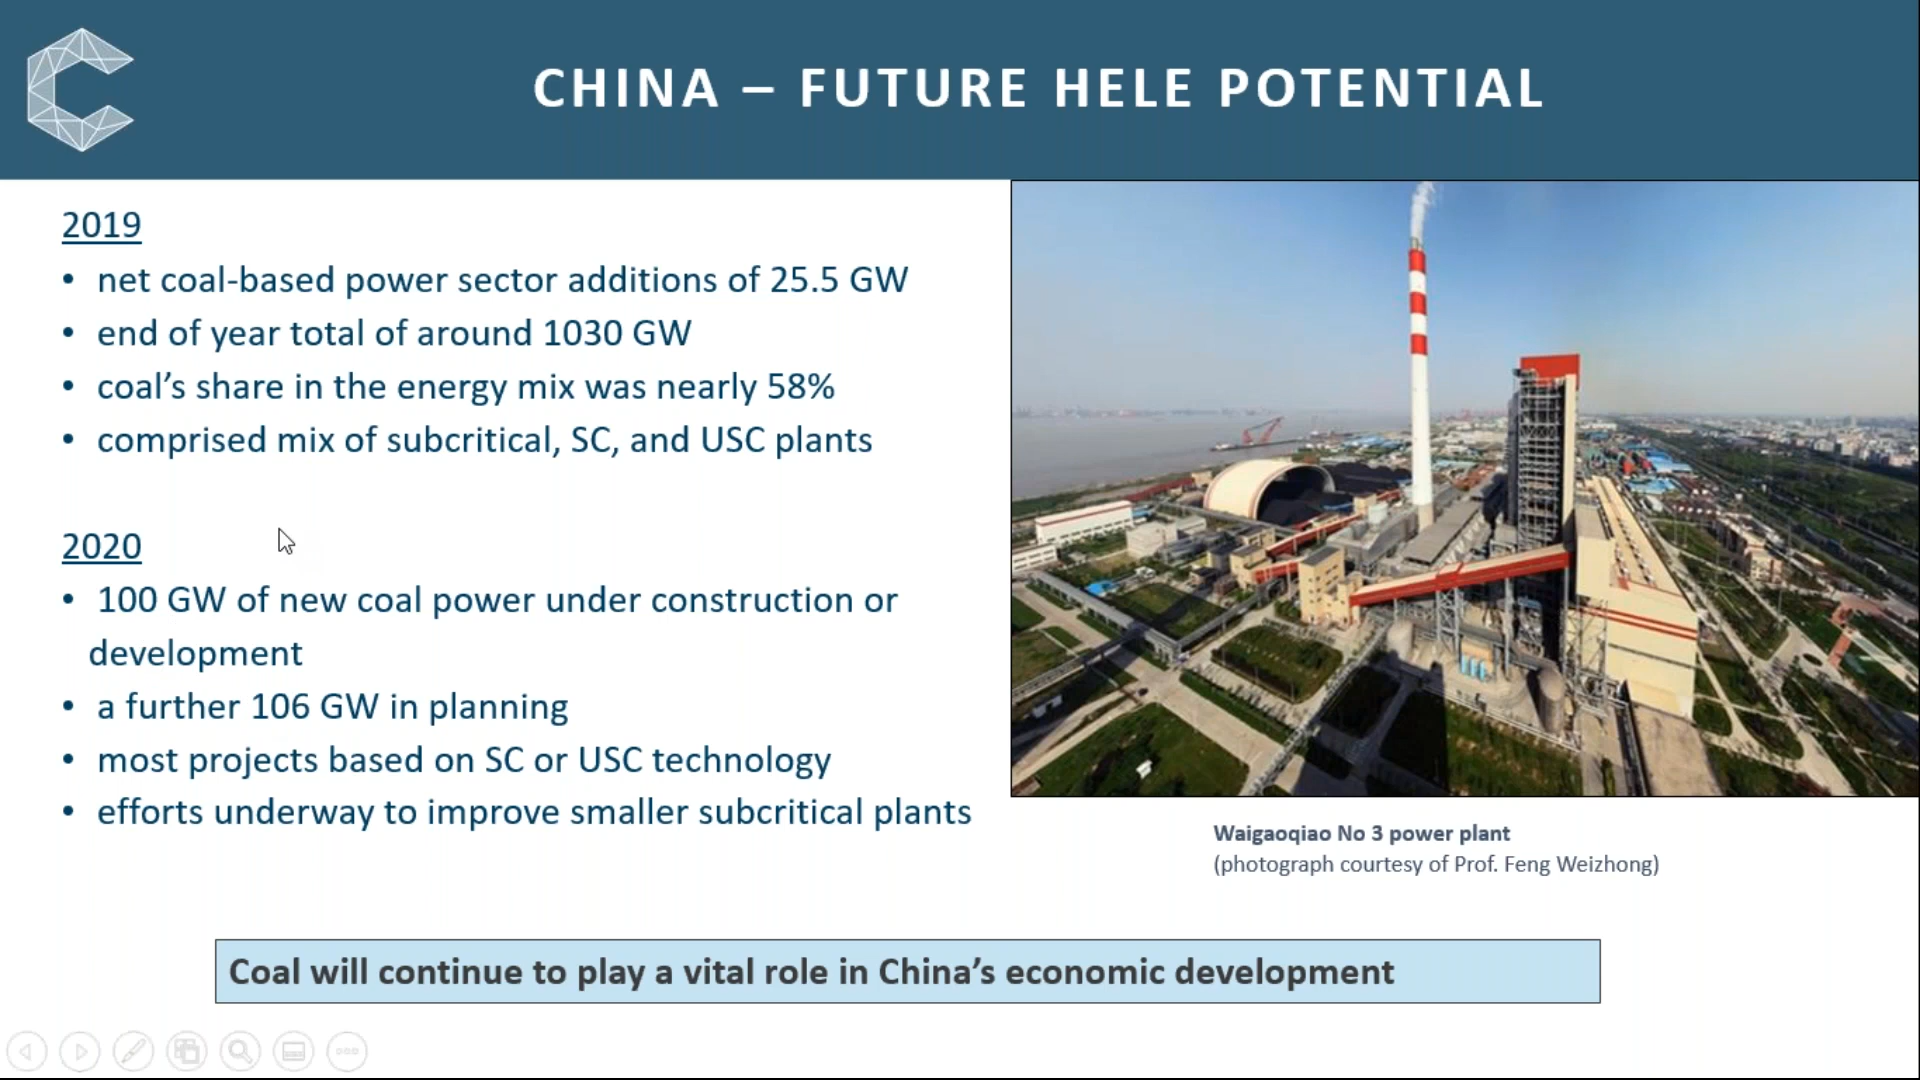 CHINA – FUTURE HELE POTENTIAL
2019
• net coal-based power sector additions of 25.5 GW
• end of year total of around 1030 GW
• coal’s share in the energy mix was nearly 58%
• comprised mix of subcritical, SC, and USC plants
2020
• 100 GW of new coal power under construction or
development
• a further 106 GW in planning
• most projects based on SC or USC technology
• efforts underway to improve smaller subcritical plants
Waigaoqiao No 3 power plant
(photograph courtesy of Prof. Feng Weizhong)
Coal will continue to play a vital role in China’s economic development